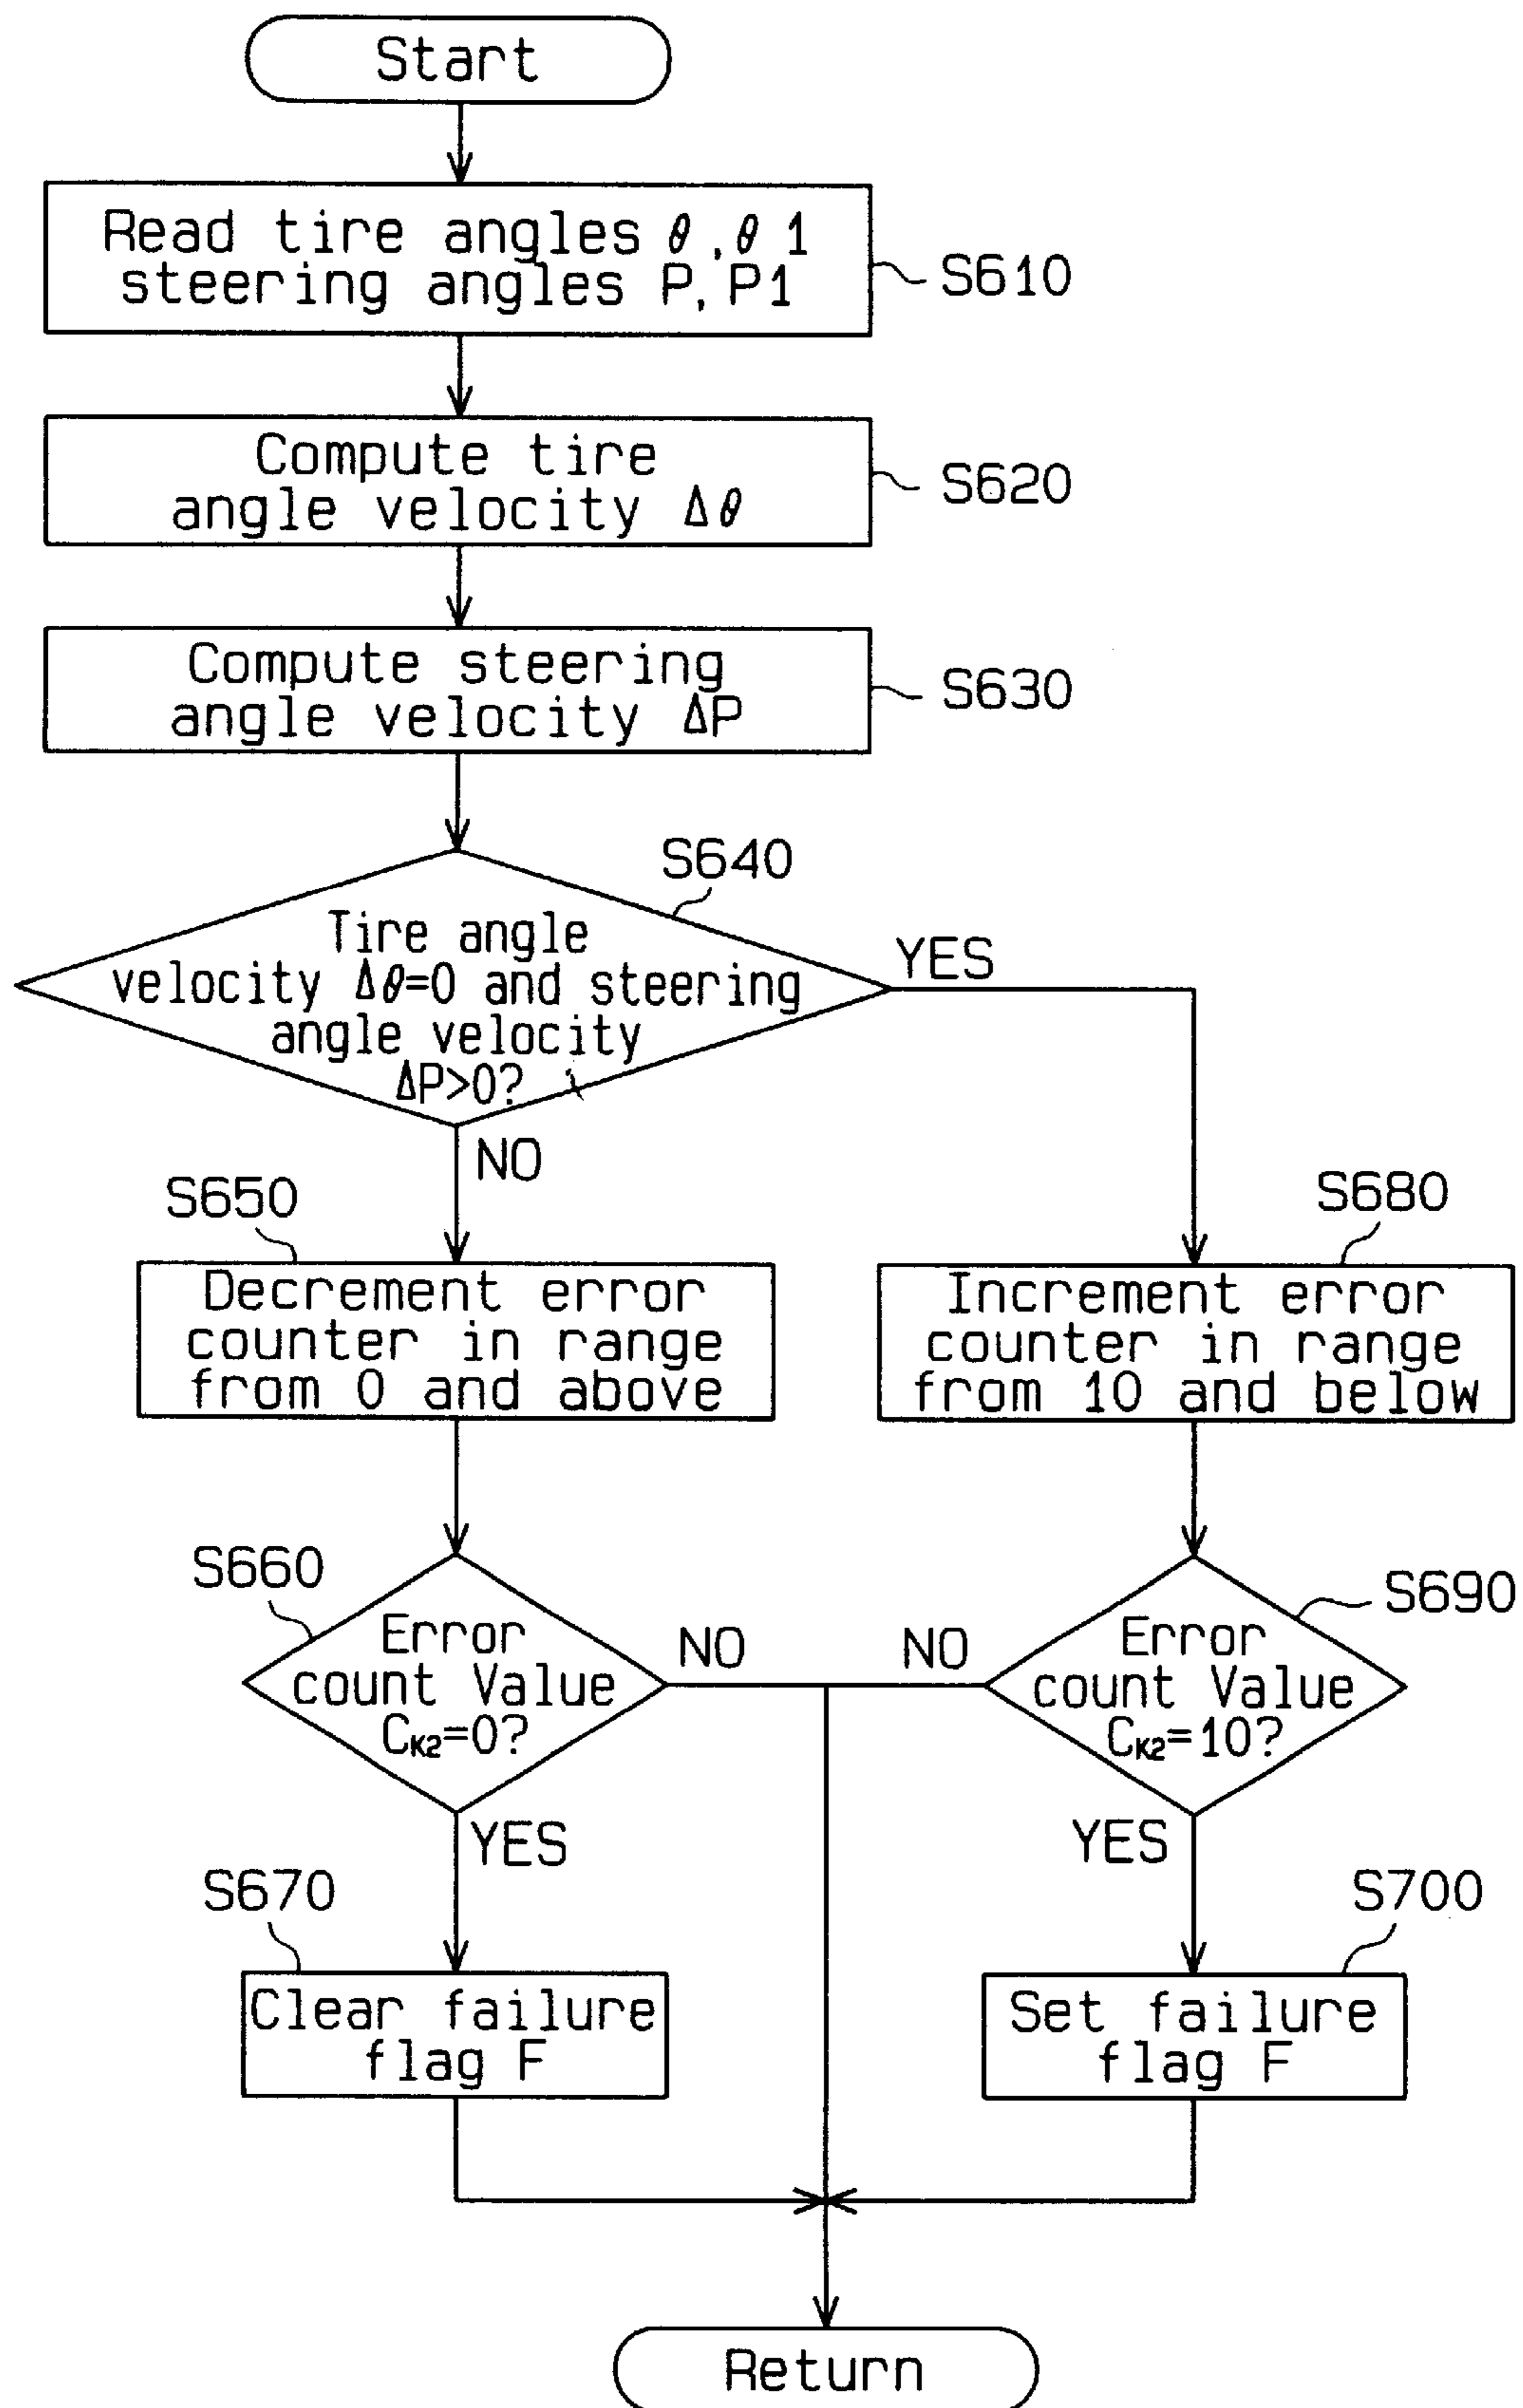 Start
Read tire angles θ, θ1
steering angles P, P1
S610
Compute tire
angle velocity Δθ
S620
Compute steering
angle velocity ΔP
S630
S640
Tire angle
velocity Δθ=0 and steering
angle velocity
ΔP>0?
YES
NO
S650
Decrement error
counter in range
from 0 and above
S680
Increment error
counter in range
from 10 and below
S660
Error
count Value
CK2=0?
NO
NO
S690
Error
count Value
CK2=10?
YES
YES
S670
Clear failure
flag F
S700
Set failure
flag F
Return